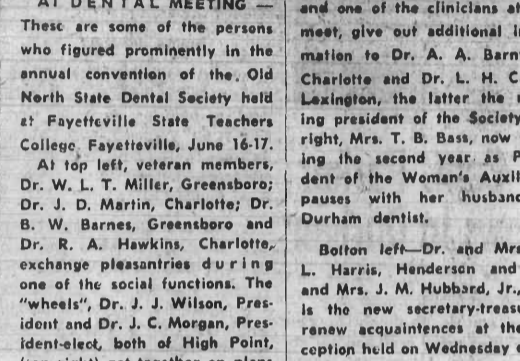 AT DENTAL MEETING —
These are some of the persons
who figured prominently in the
annual convention of the Old
North State Dental Society held
at Fayetteville State Teachers
College, Fayetteville, June 16-17.
At top left, veteran members,
Dr. W. L. T. Miller, Greensboro;
Dr. J. D. Martin, Charlotte; Dr.
B. W. Barnes, Greensboro and
Dr. R. A. Hawkins, Charlotte,
exchange pleasantries during
one of the social functions. The
"wheels", Dr. J. J. Wilson, Pres-
ident and Dr. J. C. Morgan, Pres-
ident-elect, both of High Point,
and one of the clinicians at
meet, give out additional
mation to Dr. A. A. Barn
Charlotte and Dr. L. H. C
Lexington, the latter the
ing president of the Society
right, Mrs. T. B. Bass, now
ing the second year as P
dent of the Woman's Auxil
pauses with her husband
Durham dentist.
Bolton left—Dr. and Mrs
L. Harris, Henderson and
and Mrs. J. M. Hubbard, Jr.,
is the new secretary-treasu
renew acquaintences at the
ception held on Wednesday